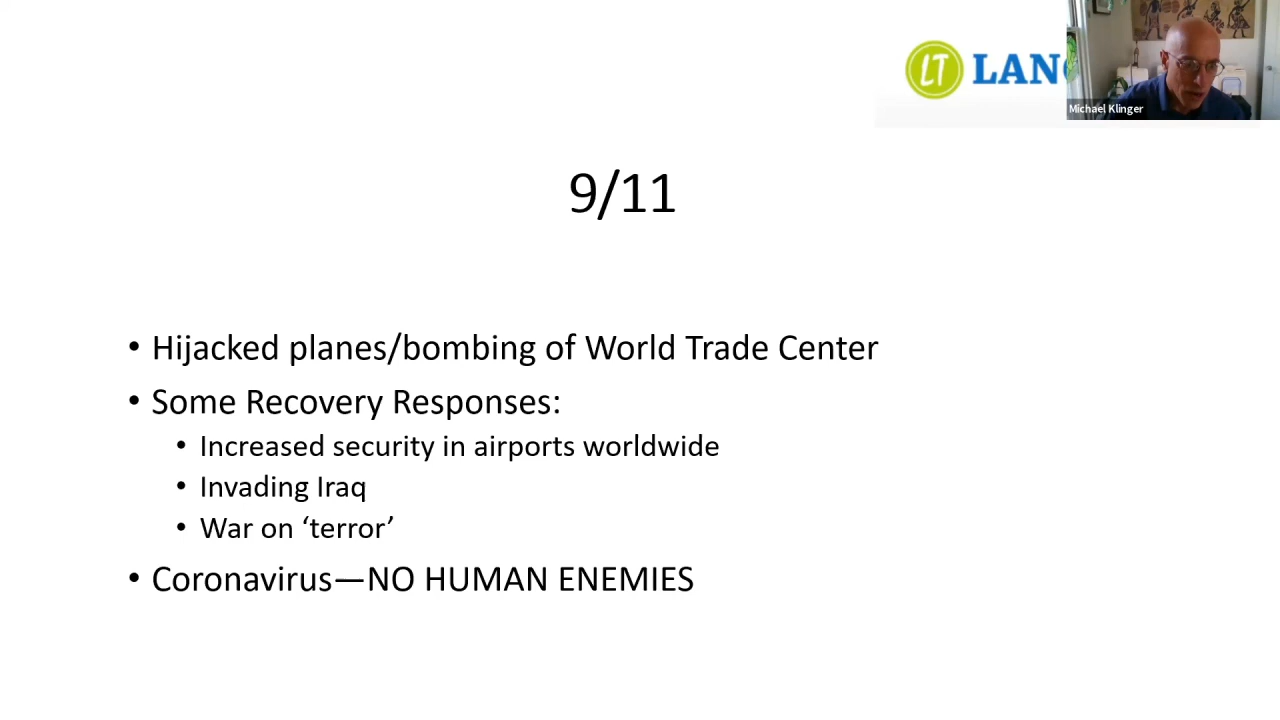 LT LAN
Michael Klinger
9/11
• Hijacked planes/bombing of World Trade Center
• Some Recovery Responses:
• Increased security in airports worldwide
• Invading Iraq
• War on ‘terror’
• Coronavirus—NO HUMAN ENEMIES